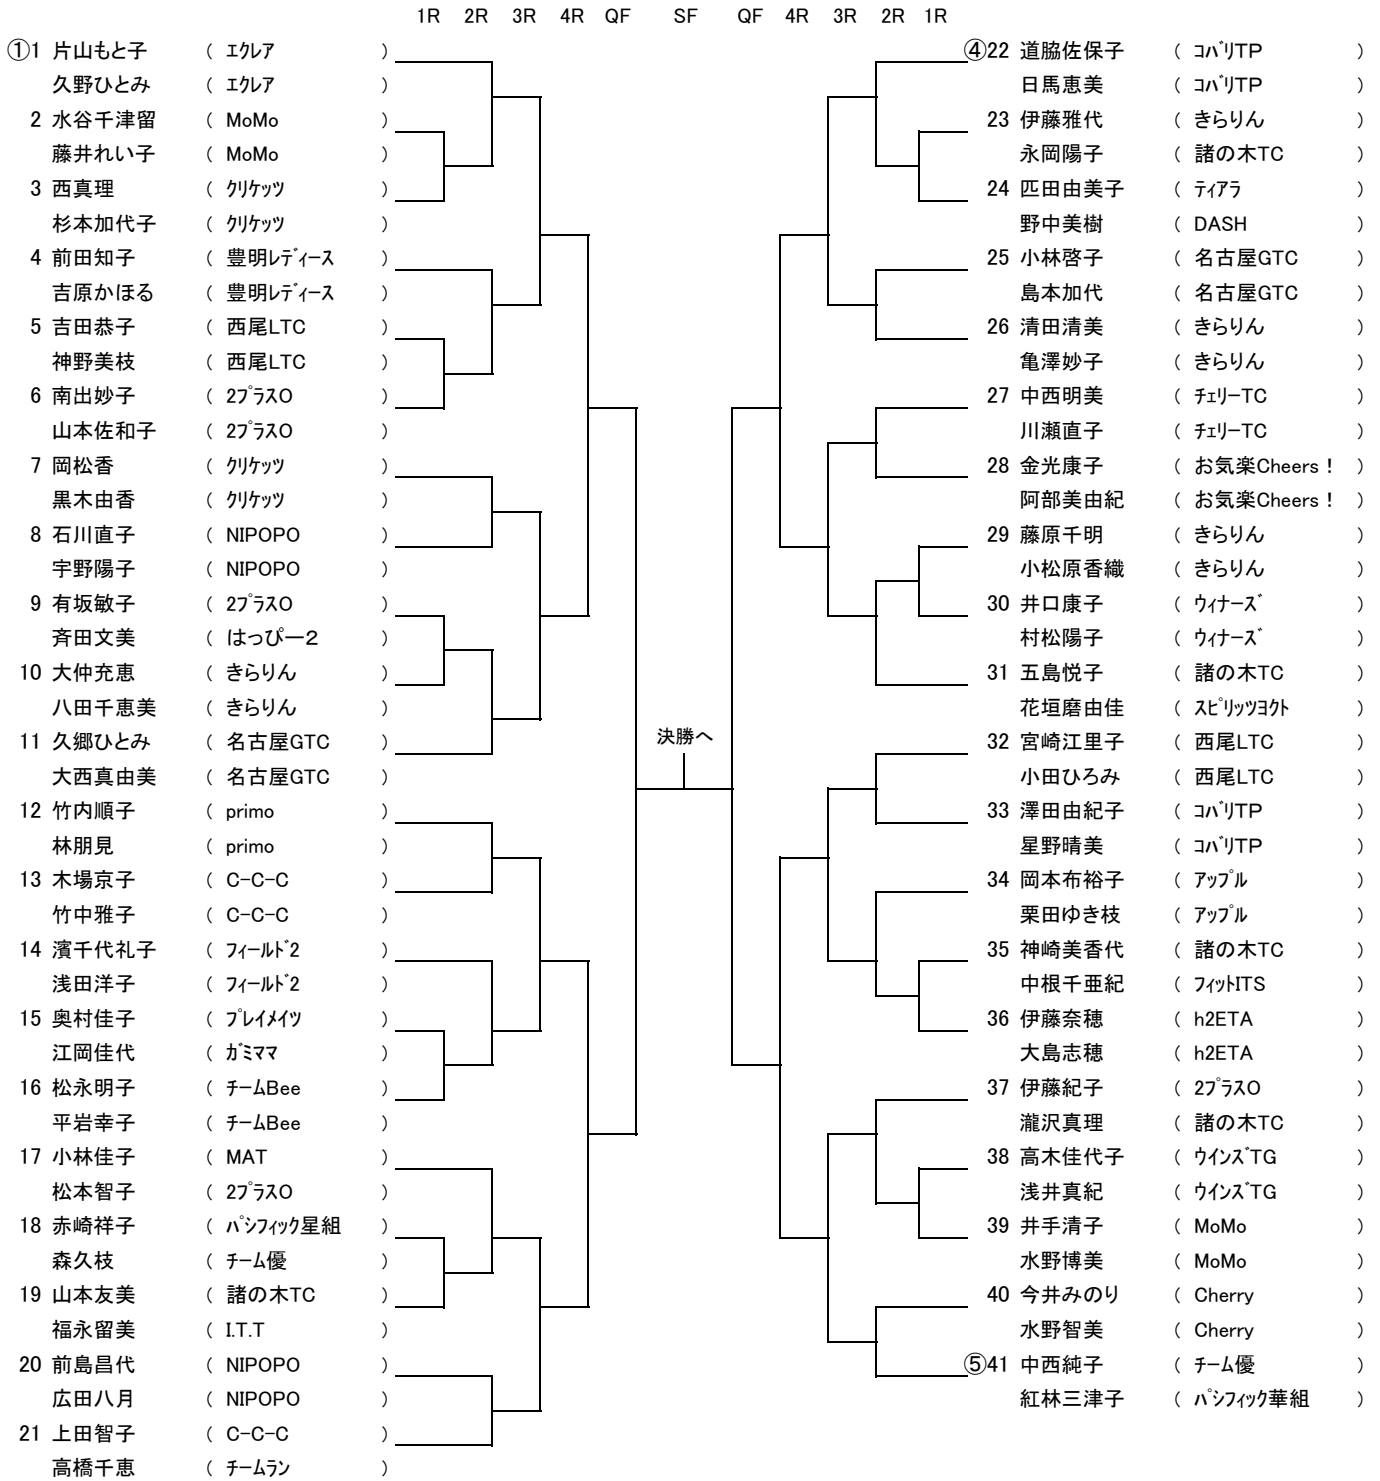 1R 2R 3R 4R QF SF QF 4R 3R 2R 1R
①1 片山もと子 ( エクレア )
久野ひとみ ( エクレア )
2 水谷千津留 ( MoMo )
藤井れい子 ( MoMo )
3 西真理 ( クリケッツ )
杉本加代子 ( クリケッツ )
4 前田知子 ( 豊明レディース )
吉原かほる ( 豊明レディース )
5 吉田恭子 ( 西尾LTC )
神野美枝 ( 西尾LTC )
6 南出妙子 ( 2プラスO )
山本佐和子 ( 2プラスO )
7 岡松香 ( クリケッツ )
黒木由香 ( クリケッツ )
8 石川直子 ( NIPOPO )
宇野陽子 ( NIPOPO )
9 有坂敏子 ( 2プラスO )
斉田文美 ( はっぴー2 )
10 大仲充恵 ( きらりん )
八田千恵美 ( きらりん )
11 久郷ひとみ ( 名古屋GTC )
大西真由美 ( 名古屋GTC )
12 竹内順子 ( primo )
林朋見 ( primo )
13 木場京子 ( C-C-C )
竹中雅子 ( C-C-C )
14 濱千代礼子 ( フィールド2 )
浅田洋子 ( フィールド2 )
15 奥村佳子 ( プレイメイツ )
江岡佳代 ( ガミママ )
16 松永明子 ( チームBee )
平岩幸子 ( チームBee )
17 小林佳子 ( MAT )
松本智子 ( 2プラスO )
18 赤崎祥子 ( パシフィック星組 )
森久枝 ( チーム優 )
19 山本友美 ( 諸の木TC )
福永留美 ( I.T.T )
20 前島昌代 ( NIPOPO )
広田八月 ( NIPOPO )
21 上田智子 ( C-C-C )
高橋千恵 ( チームラン )
決勝へ
④22 道脇佐保子 ( コパリTP )
日馬恵美 ( コパリTP )
23 伊藤雅代 ( きらりん )
永岡陽子 ( 諸の木TC )
24 匹田由美子 ( ティアラ )
野中美樹 ( DASH )
25 小林啓子 ( 名古屋GTC )
島本加代 ( 名古屋GTC )
26 清田清美 ( きらりん )
亀澤妙子 ( きらりん )
27 中西明美 ( チェリーTC )
川瀬直子 ( チェリーTC )
28 金光康子 ( お気楽Cheers！ )
阿部美由紀 ( お気楽Cheers！ )
29 藤原千明 ( きらりん )
小松原香織 ( きらりん )
30 井口康子 ( ウィナーズ )
村松陽子 ( ウィナーズ )
31 五島悦子 ( 諸の木TC )
花垣磨由佳 ( スピリッツヨクト )
32 宮崎江里子 ( 西尾LTC )
小田ひろみ ( 西尾LTC )
33 澤田由紀子 ( コパリTP )
星野晴美 ( コパリTP )
34 岡本布裕子 ( アップル )
栗田ゆき枝 ( アップル )
35 神崎美香代 ( 諸の木TC )
中根千亜紀 ( フィットITS )
36 伊藤奈穂 ( h2ETA )
大島志穂 ( h2ETA )
37 伊藤紀子 ( 2プラスO )
瀧沢真理 ( 諸の木TC )
38 高木佳代子 ( ウインズTG )
浅井真紀 ( ウインズTG )
39 井手清子 ( MoMo )
水野博美 ( MoMo )
40 今井みのり ( Cherry )
水野智美 ( Cherry )
⑤41 中西純子 ( チーム優 )
紅林三津子 ( パシフィック華組 )